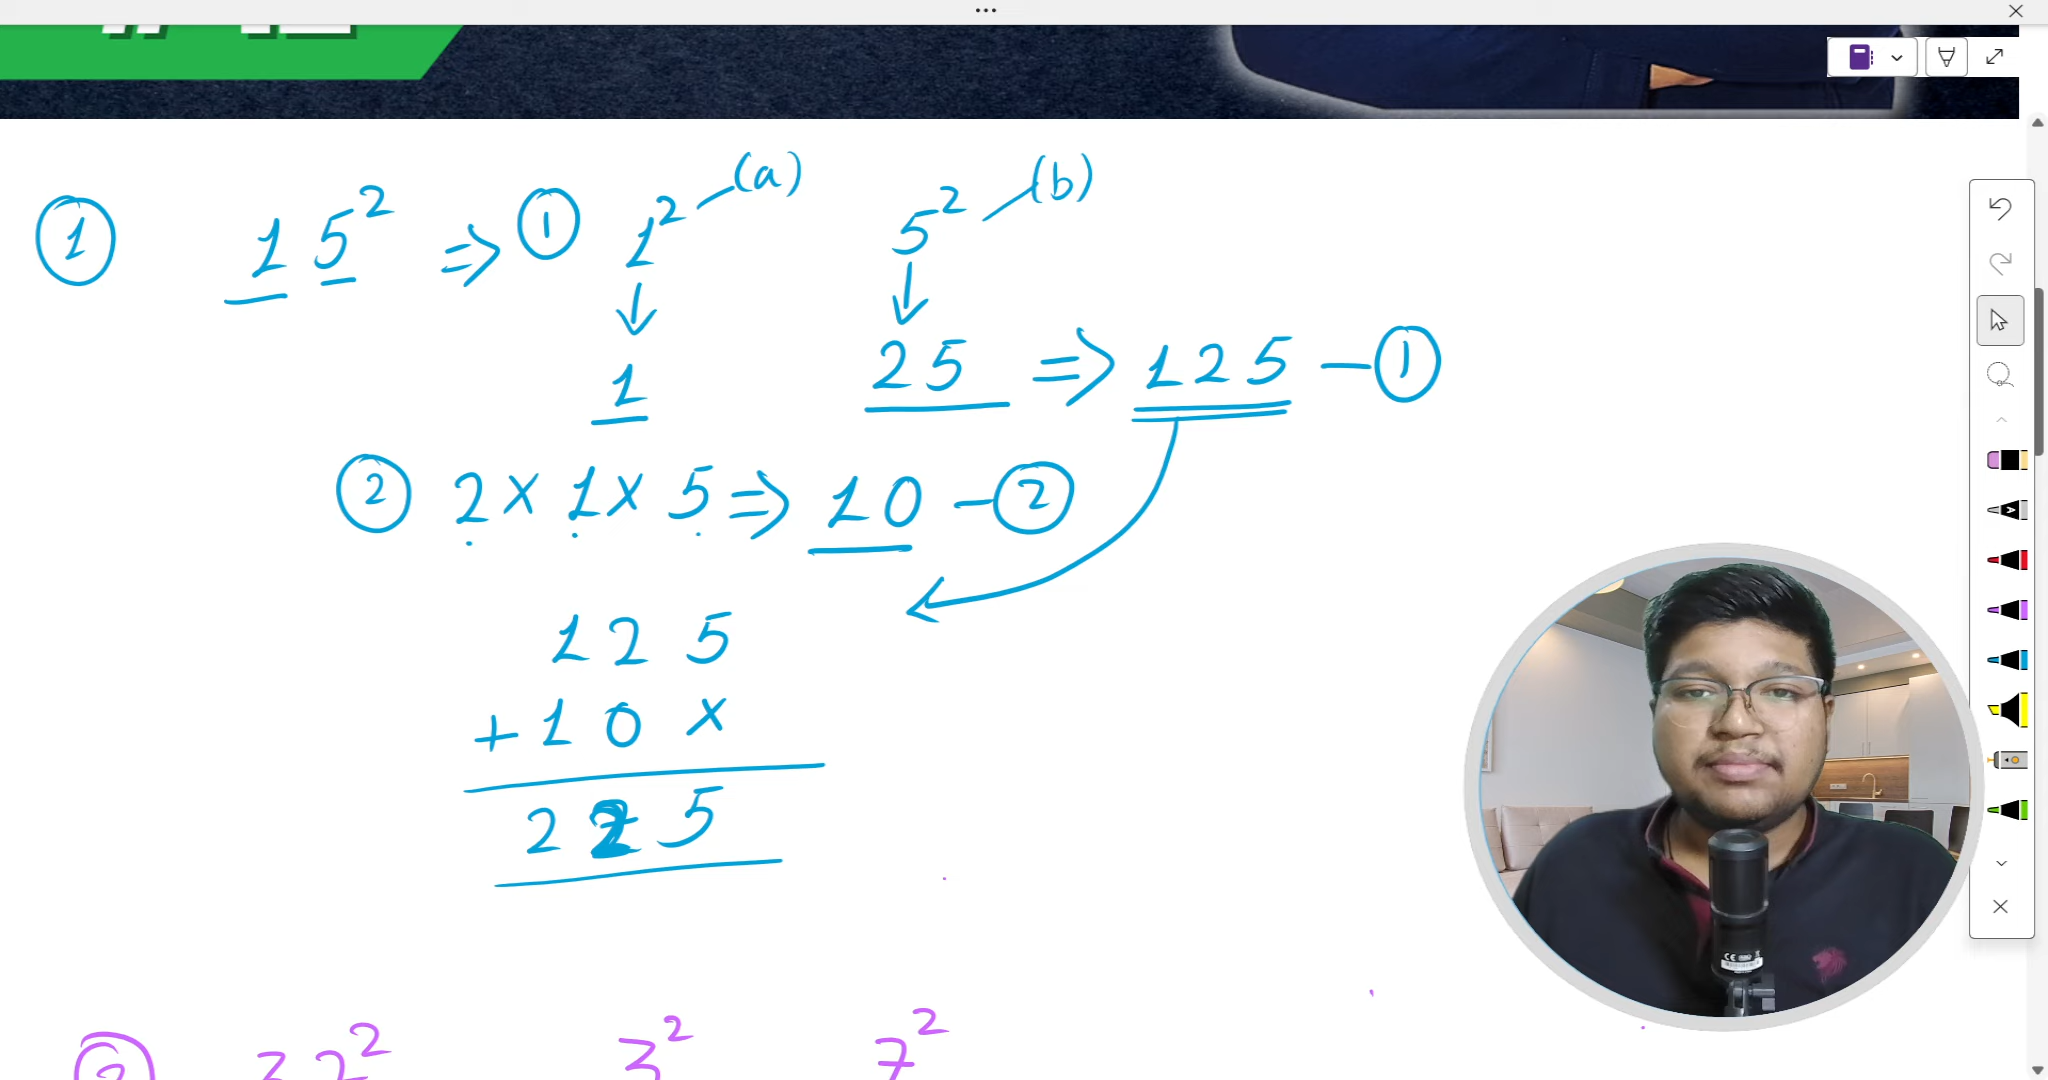 ① 15² ⇒ ① 1² (a) 5² (b)
↓ ↓
1 25 ⇒ 125 – ①
② 2 × 1 × 5 ⇒ 10 – ②
125
+ 10 ×
225
3² 7²